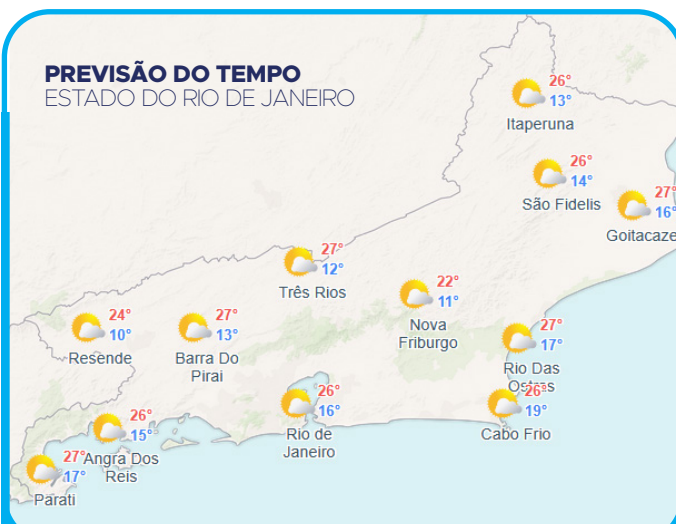 PREVISÃO DO TEMPO
ESTADO DO RIO DE JANEIRO
26°
13°
Itaperuna
26°
14°
São Fidelis
27°
16°
Goitacaze
27°
12°
Três Rios
22°
11°
Nova
Friburgo
24°
10°
Resende
27°
13°
Barra Do
Pirai
27°
17°
Rio Das
Ostras
26°
16°
Rio de
Janeiro
26°
19°
Cabo Frio
26°
15°
Angra Dos
Reis
27°
17°
Parati